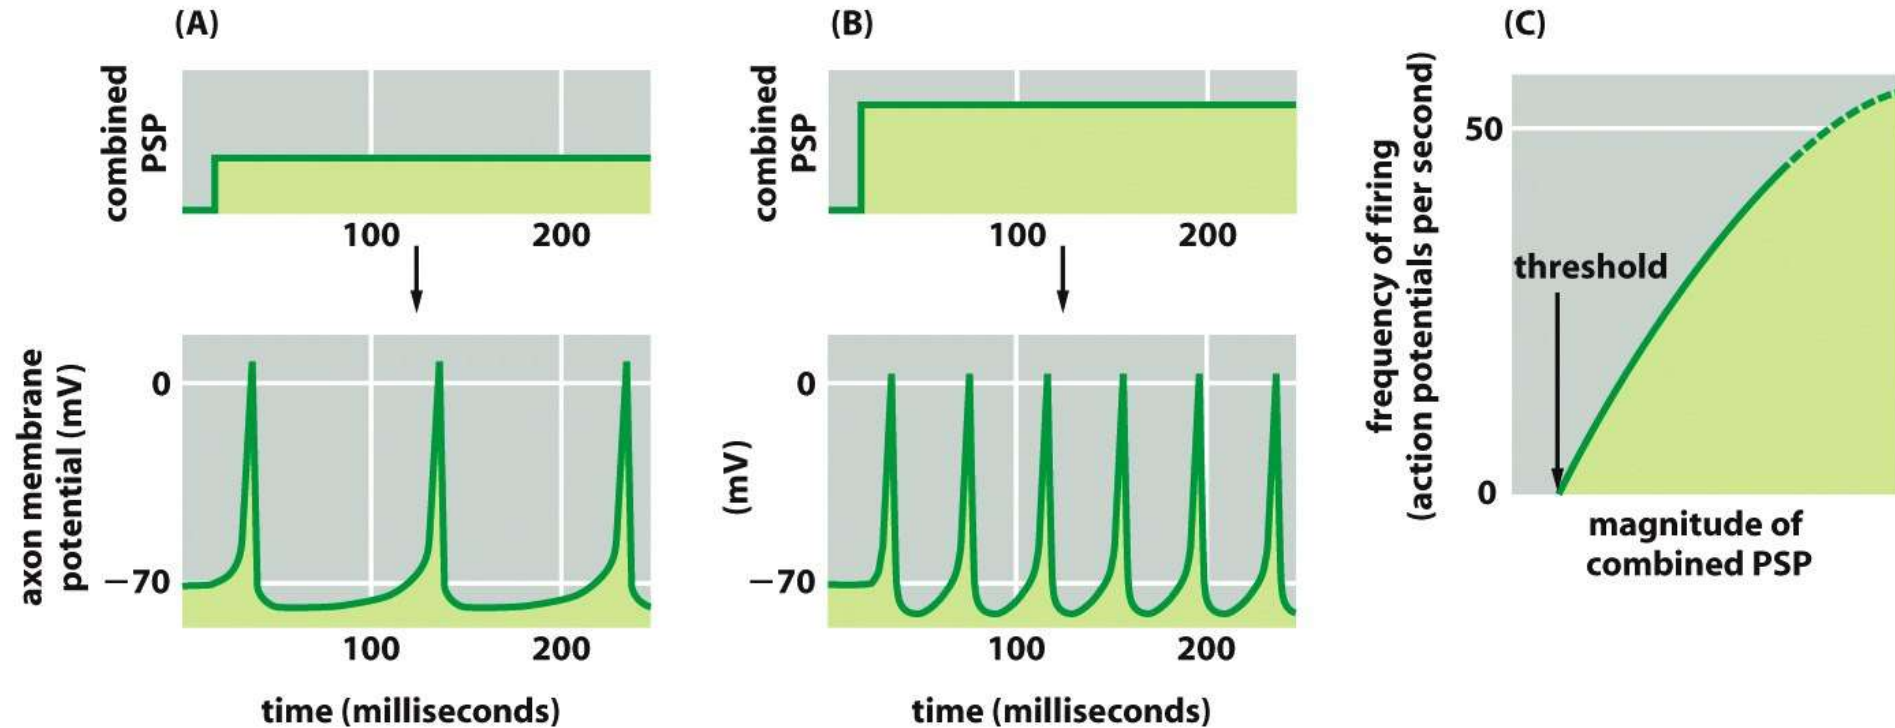 (A)
combined
PSP
100
200
axon membrane
potential (mV)
0
−70
100
200
time (milliseconds)
(B)
combined
PSP
100
200
(mV)
0
−70
100
200
time (milliseconds)
(C)
frequency of firing
(action potentials per second)
50
threshold
0
magnitude of
combined PSP